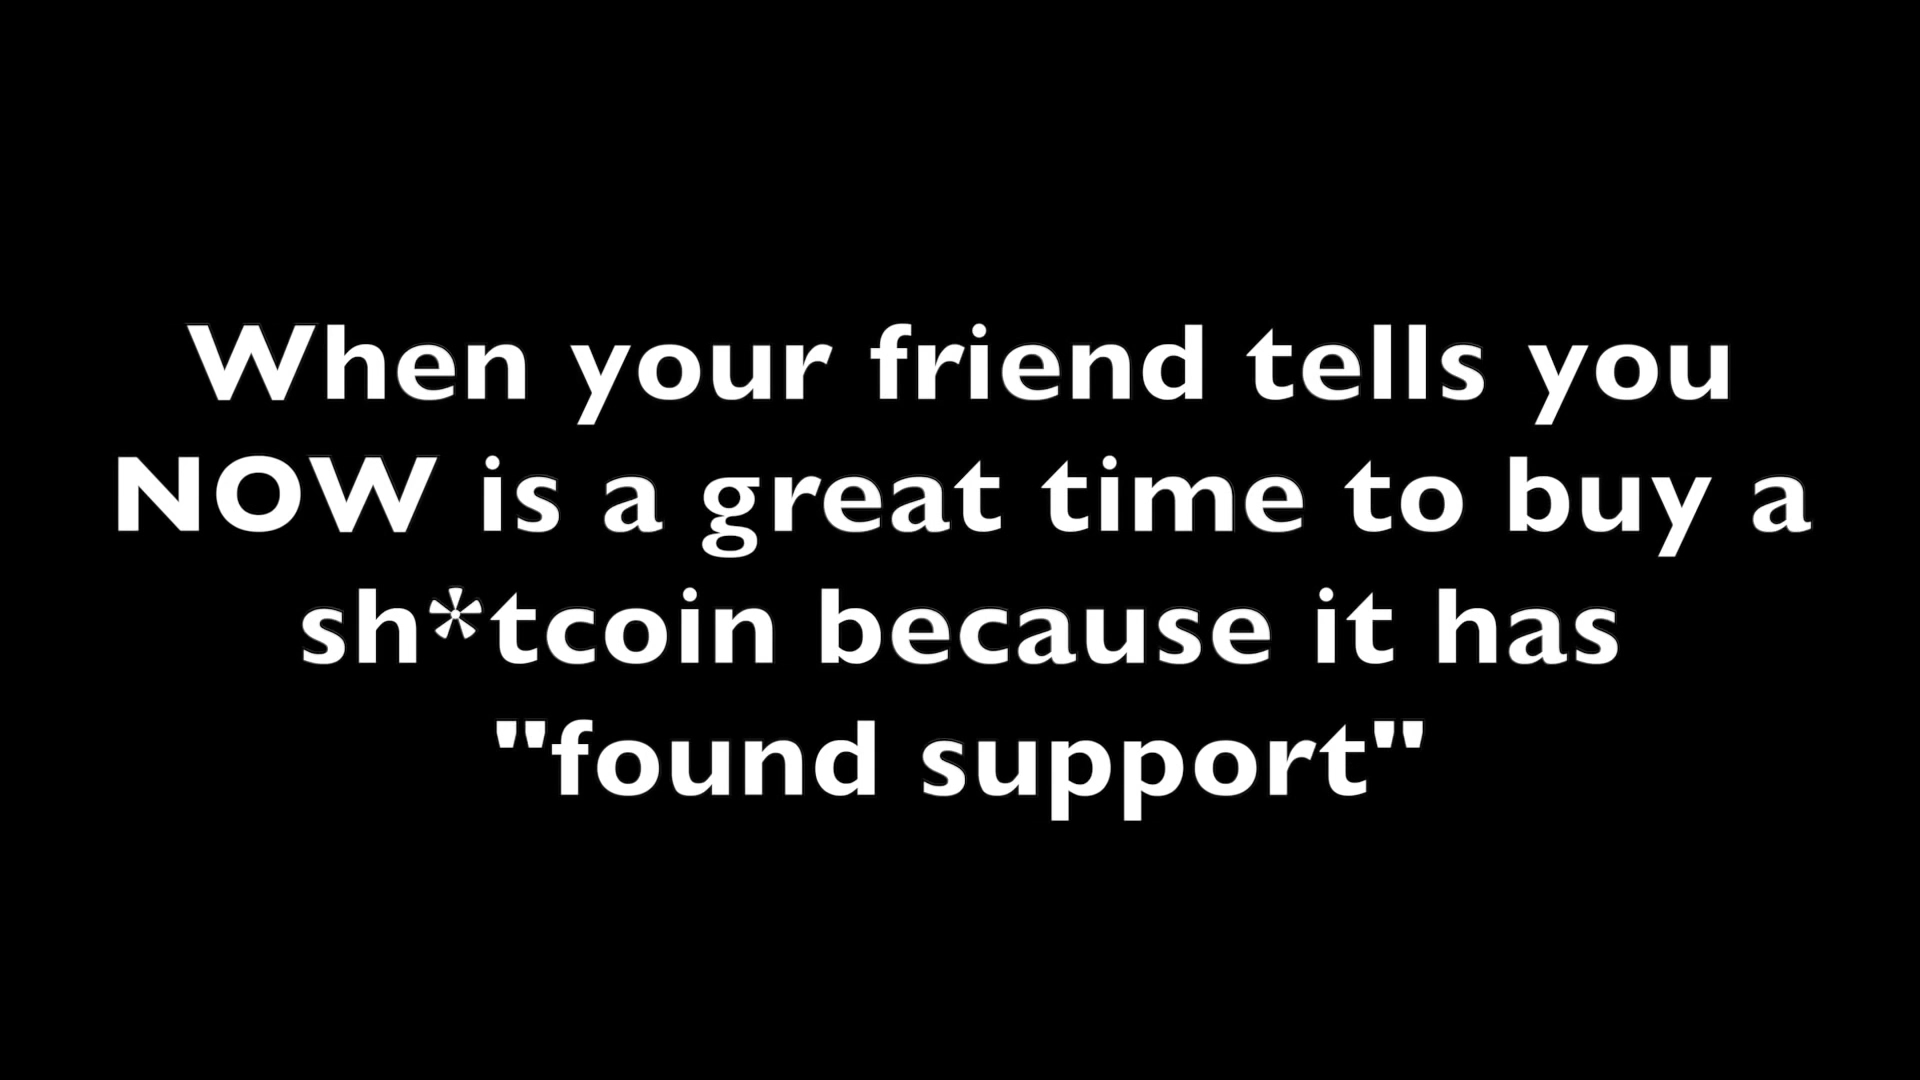 When your friend tells you
NOW is a great time to buy a
sh*tcoin because it has
"found support"